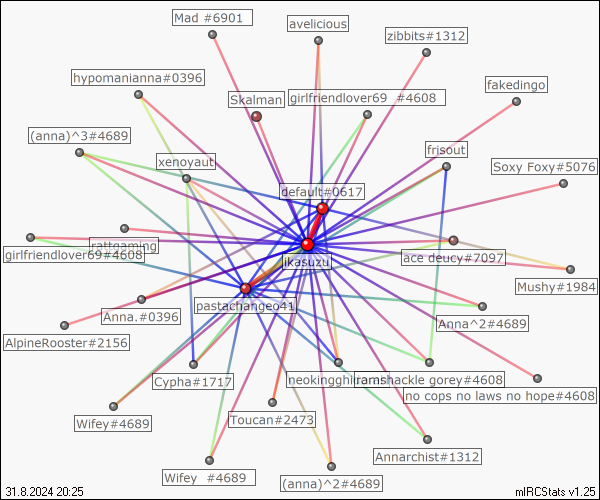 Mad #6901
avelicious
zibbits#1312
hypomanianna#0396
fakedingo
Skalman
girlfriendlover69 #4608
(anna)^3#4689
frisout
xenoyaut
Soxy Foxy#5076
default#0617
rattgaming
girlfriendlover69#4608
ikasuzu
ace deucy#7097
Mushy#1984
pastachangeo41
Anna.#0396
Anna^2#4689
AlpineRooster#2156
Cypha#1717
ramshackle gorey#4608
no cops no laws no hope#4608
Wifey#4689
Toucan#2473
Annarchist#1312
Wifey #4689
(anna)^2#4689
31.8.2024 20:25
mIRCStats v1.25